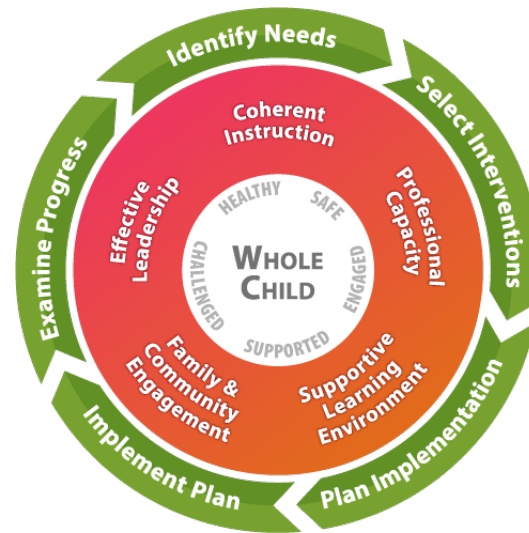 Identify Needs
Select Interventions
Plan Implementation
Implement Plan
Examine Progress
Coherent
Instruction
Professional
Capacity
Supportive
Learning
Environment
Family &
Community
Engagement
Effective
Leadership
HEALTHY
SAFE
ENGAGED
SUPPORTED
CHALLENGED
WHOLE
CHILD